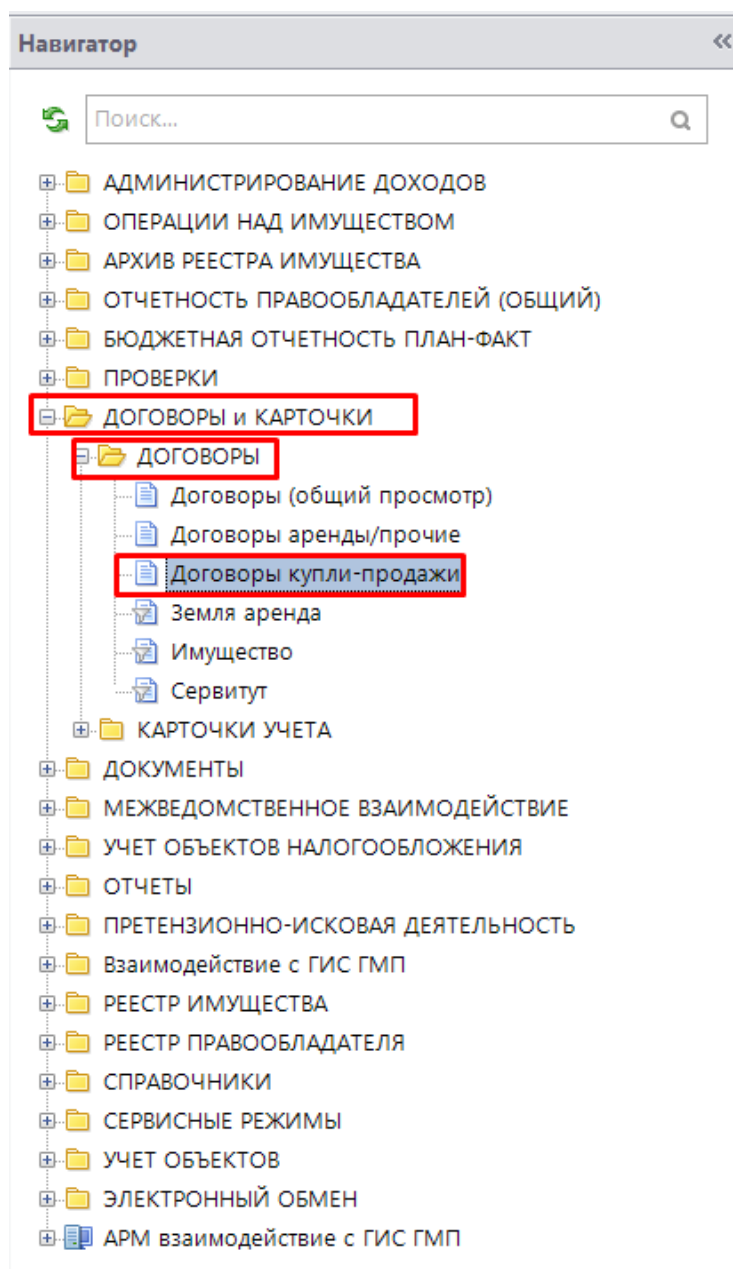 Навигатор
Поиск...
АДМИНИСТРИРОВАНИЕ ДОХОДОВ
ОПЕРАЦИИ НАД ИМУЩЕСТВОМ
АРХИВ РЕЕСТРА ИМУЩЕСТВА
ОТЧЕТНОСТЬ ПРАВООБЛАДАТЕЛЕЙ (ОБЩИЙ)
БЮДЖЕТНАЯ ОТЧЕТНОСТЬ ПЛАН-ФАКТ
ПРОВЕРКИ
ДОГОВОРЫ и КАРТОЧКИ
ДОГОВОРЫ
Договоры (общий просмотр)
Договоры аренды/прочие
Договоры купли-продажи
Земля аренда
Имущество
Сервитут
КАРТОЧКИ УЧЕТА
ДОКУМЕНТЫ
МЕЖВЕДОМСТВЕННОЕ ВЗАИМОДЕЙСТВИЕ
УЧЕТ ОБЪЕКТОВ НАЛОГООБЛОЖЕНИЯ
ОТЧЕТЫ
ПРЕТЕНЗИОННО-ИСКОВАЯ ДЕЯТЕЛЬНОСТЬ
Взаимодействие с ГИС ГМП
РЕЕСТР ИМУЩЕСТВА
РЕЕСТР ПРАВООБЛАДАТЕЛЯ
СПРАВОЧНИКИ
СЕРВИСНЫЕ РЕЖИМЫ
УЧЕТ ОБЪЕКТОВ
ЭЛЕКТРОННЫЙ ОБМЕН
АРМ взаимодействие с ГИС ГМП